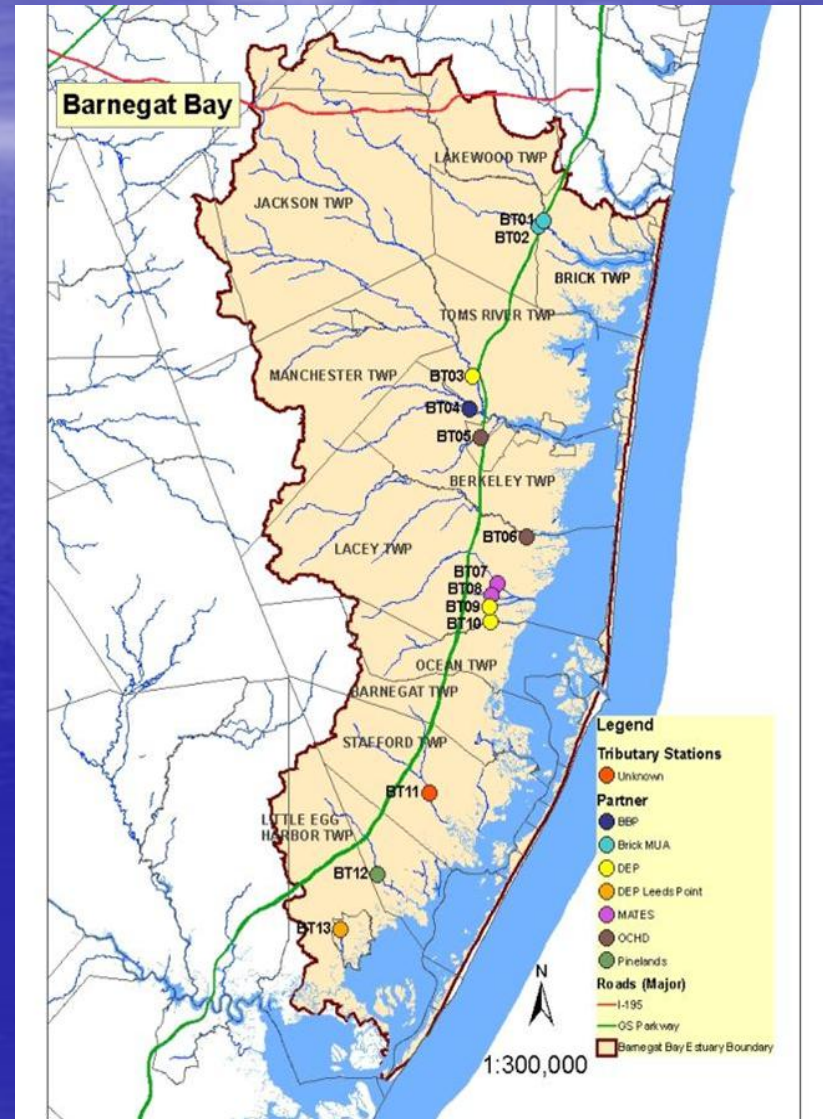 Barnegat Bay
LAKEWOOD TWP
JACKSON TWP
BT01
BT02
BRICK TWP
TOMS RIVER TWP
MANCHESTER TWP
BT03
BT04
BT05
BERKELEY TWP
BT06
LACEY TWP
BT07
BT08
BT09
BT10
OCEAN TWP
BARNEGAT TWP
STAFFORD TWP
BT11
LITTLE EGG
HARBOR TWP
BT12
BT13
N
1:300,000
Legend
Tributary Stations
Unknown
Partner
BBP
Brick MUA
DEP
DEP Leeds Point
MATES
OCHD
Pinelands
Roads (Major)
I-195
GS Parkway
Barnegat Bay Estuary Boundary